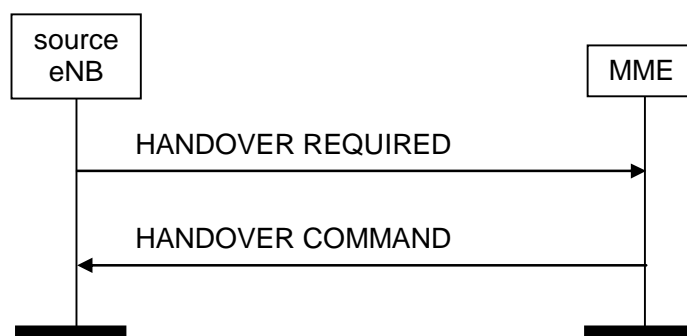 source
eNB
MME
HANDOVER REQUIRED
HANDOVER COMMAND